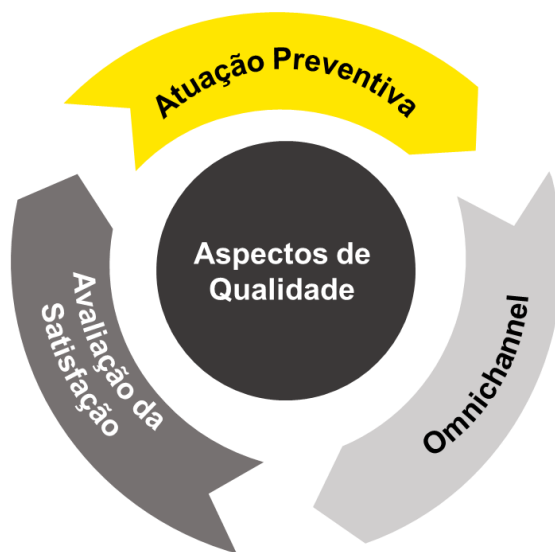 Atuação Preventiva
Aspectos de
Qualidade
Omnichannel
Avaliação da
Satisfação